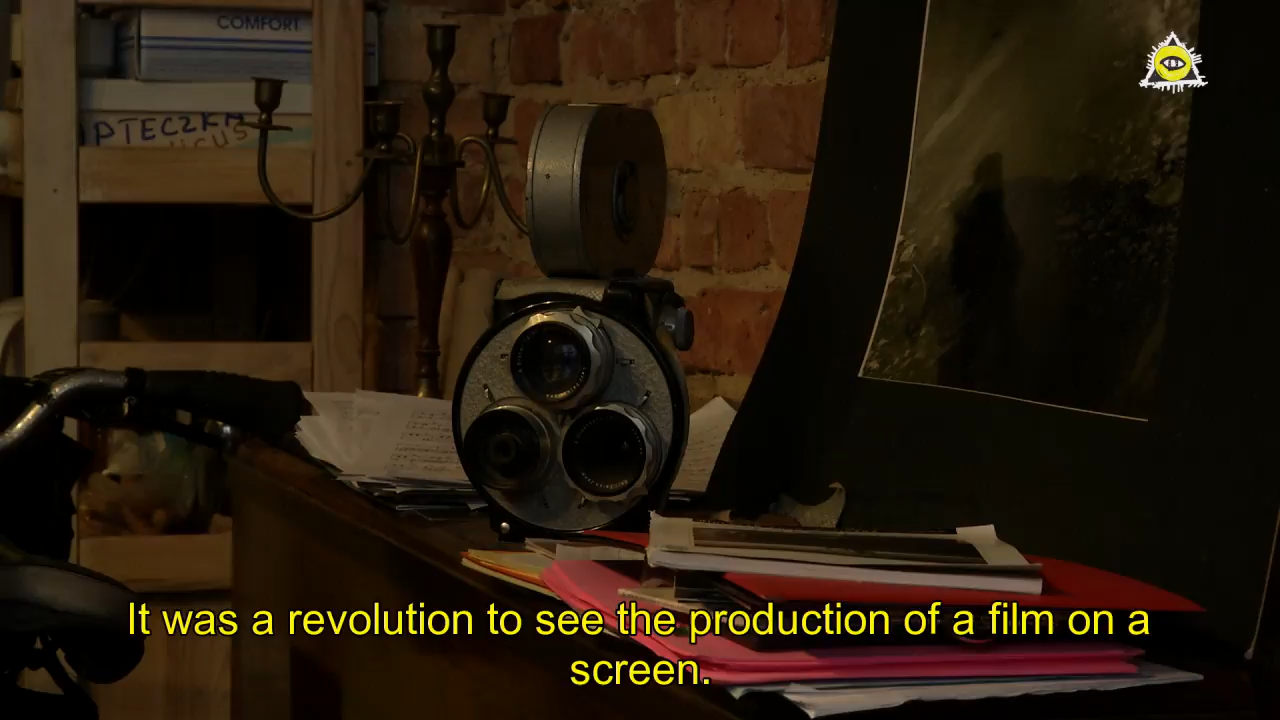 COMFORT
PTECZKA
It was a revolution to see the production of a film on a
screen.